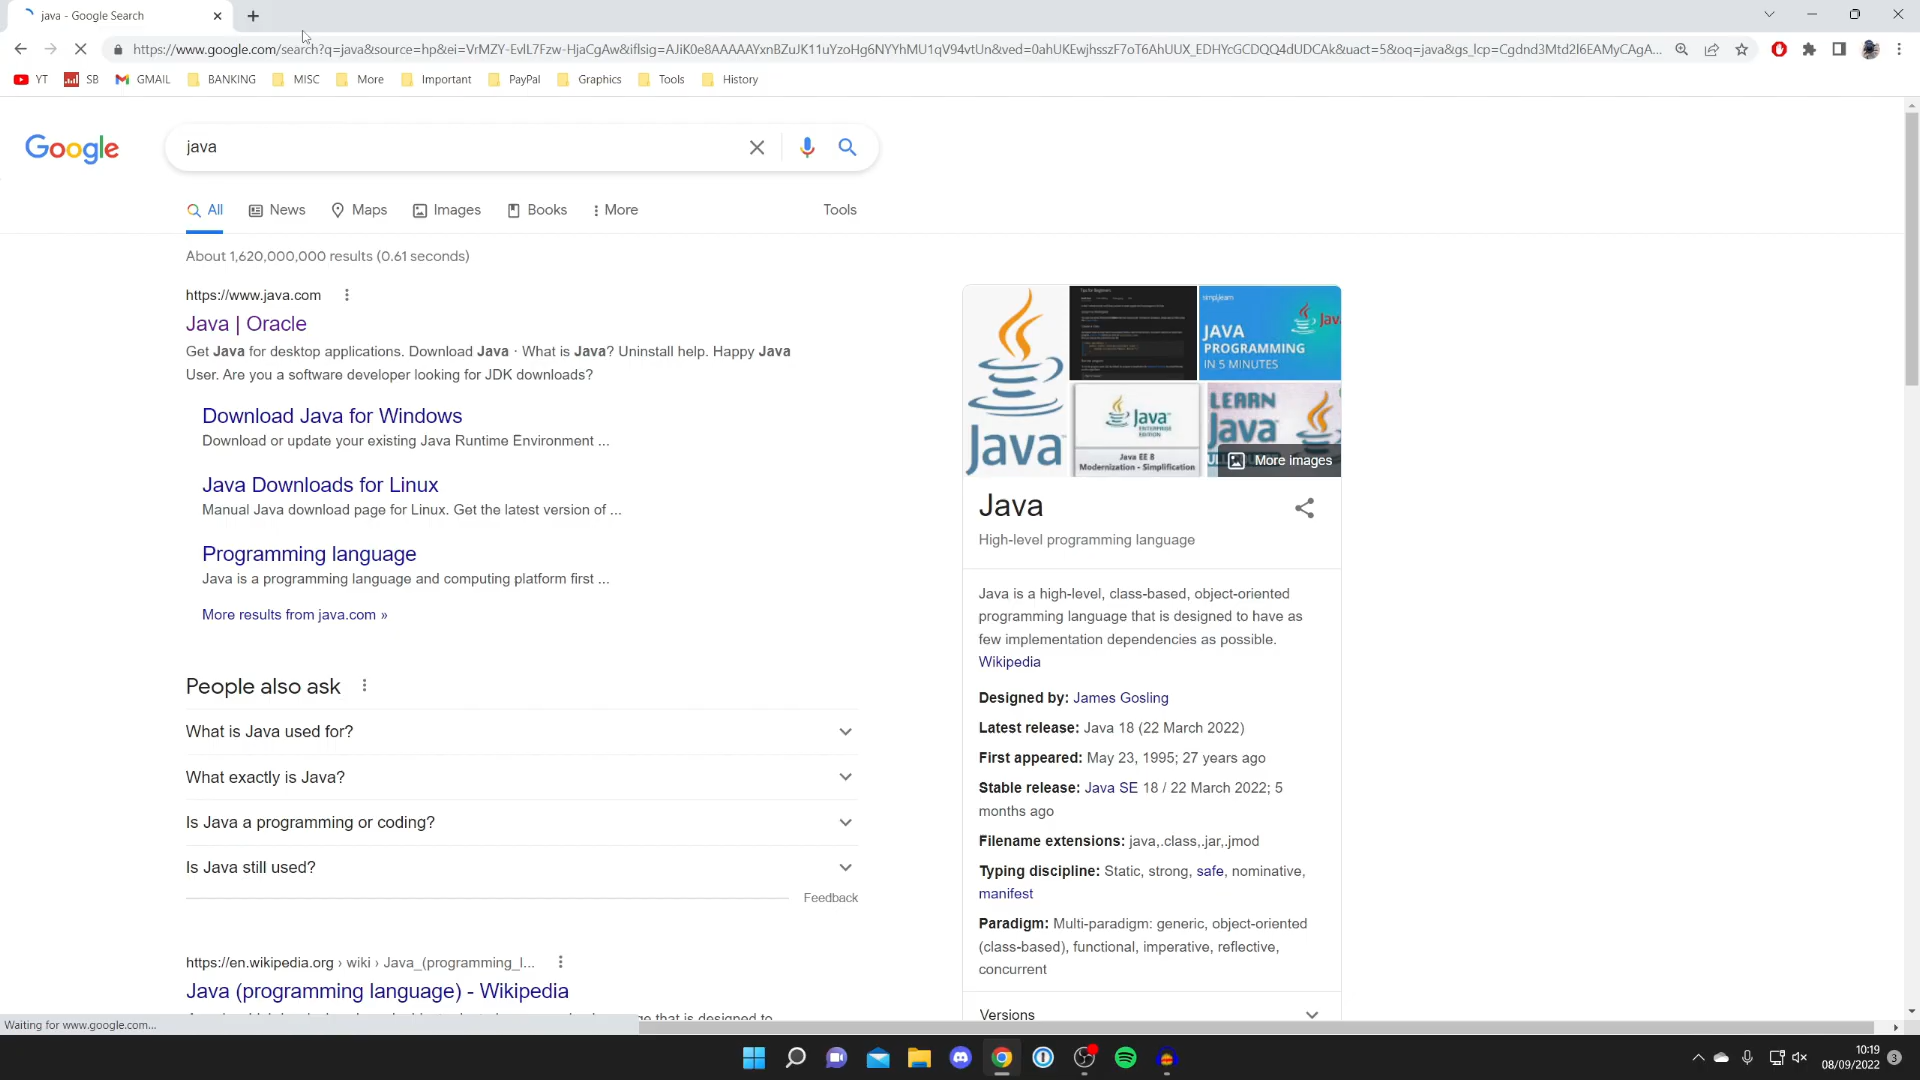 java - Google Search
https://www.google.com/search?q=java&source=hp&ei=VrMZY-EvlL7Fzw-HjaCgAw&iflsig=AJiK0e8AAAAAYxnBZuJK11uYzoHg6NYYhMU1qV94vtUn&ved=0ahUKEwjhsszF7oT6AhUUX_EDHYcGCDQQ4dUDCAk&uact=5&oq=java&gs_lcp=Cgdnd3Mtd2l6EAMyCAgA...
YT SB GMAIL BANKING MISC More Important PayPal Graphics Tools History
Google
java
All News Maps Images Books More Tools
About 1,620,000,000 results (0.61 seconds)
https://www.java.com
Java | Oracle
Get Java for desktop applications. Download Java · What is Java? Uninstall help. Happy Java
User. Are you a software developer looking for JDK downloads?
Download Java for Windows
Download or update your existing Java Runtime Environment ...
Java Downloads for Linux
Manual Java download page for Linux. Get the latest version of ...
Programming language
Java is a programming language and computing platform first ...
More results from java.com »
People also ask
What is Java used for?
What exactly is Java?
Is Java a programming or coding?
Is Java still used?
Feedback
https://en.wikipedia.org › wiki › Java_(programming_l...
Java (programming language) - Wikipedia
ge that is designed to
Java
simplilearn
JAVA
PROGRAMMING
IN 5 MINUTES
Java
Java EE 8
Modernization - Simplification
LEARN
Java
More images
Java
High-level programming language
Java is a high-level, class-based, object-oriented
programming language that is designed to have as
few implementation dependencies as possible.
Wikipedia
Designed by: James Gosling
Latest release: Java 18 (22 March 2022)
First appeared: May 23, 1995; 27 years ago
Stable release: Java SE 18 / 22 March 2022; 5
months ago
Filename extensions: java,.class,.jar,.jmod
Typing discipline: Static, strong, safe, nominative,
manifest
Paradigm: Multi-paradigm: generic, object-oriented
(class-based), functional, imperative, reflective,
concurrent
Versions
Waiting for www.google.com...
10:19
08/09/2022
3